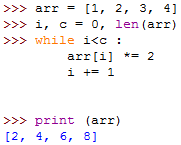 >>> arr = [1, 2, 3, 4]
>>> i, c = 0, len(arr)
>>> while i<c :
        arr[i] *= 2
        i += 1
>>> print (arr)
[2, 4, 6, 8]